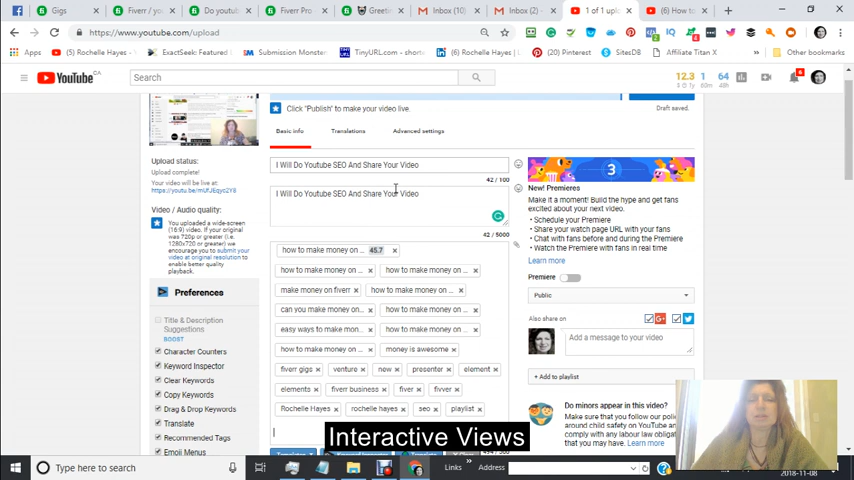 Gigs
Fiverr / y
Do youtub
Fiverr Pro
Greetin
Inbox (10)
Inbox (2)
1 of 1 uplo
(6) How to
https://www.youtube.com/upload
Apps
(5) Rochelle Hayes
ExactSeek: Featured
Submission Monster
TinyURL.com - shorte
(6) Rochelle Hayes -
(20) Pinterest
SitesDB
Affiliate Titan X
Other bookmarks
YouTube CA
Search
12.3 1 64
Click "Publish" to make your video live.
Draft saved.
Basic info
Translations
Advanced settings
I Will Do Youtube SEO And Share Your Video
42 / 100
I Will Do Youtube SEO And Share Your Video
42 / 5000
Upload status:
Upload complete!
Your video will be live at:
Video / Audio quality:
You uploaded a wide-screen
(16:9) video. If your original
was 720p or greater (i.e.
1280x720 or greater) we
encourage you to submit your
video at original resolution to
enable better quality
playback.
Preferences
Title & Description
Suggestions
BOOST
Character Counters
Keyword Inspector
Clear Keywords
Copy Keywords
Drag & Drop Keywords
Translate
Recommended Tags
Emoji Menus
how to make money on ... 45.7 ×
how to make money on ... × how to make money on ... ×
make money on fiverr × how to make money on ... ×
can you make money on... × how to make money on ... ×
easy ways to make mon... × how to make money on ... ×
how to make money on ... × money is awesome ×
fiverr gigs × venture × new × presenter × element ×
elements × fiverr business × fiver × fivver ×
Rochelle Hayes × rochelle hayes × seo × playlist ×
3
New! Premieres
Make it a moment! Build the hype and get fans
excited about your next video.
• Schedule your Premiere
• Share your watch page URL with your fans
• Chat with fans before and during the Premiere
• Watch the Premiere with fans in real time
Learn more
Premiere
Public
Also share on
Add a message to your video
+ Add to playlist
Do minors appear in this video?
Make sure that you follow our poli
around child safety on YouTube and
comply with any labour law obligat
that you may have. Learn more
Interactive Views
Type here to search
Links
Address
2018-11-08